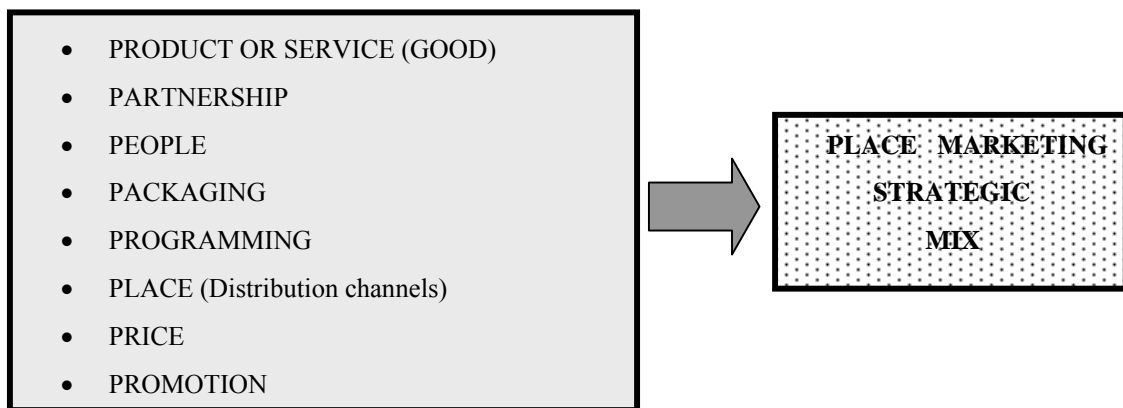 • PRODUCT OR SERVICE (GOOD)
• PARTNERSHIP
• PEOPLE
• PACKAGING
• PROGRAMMING
• PLACE (Distribution channels)
• PRICE
• PROMOTION
PLACE MARKETING
STRATEGIC
MIX